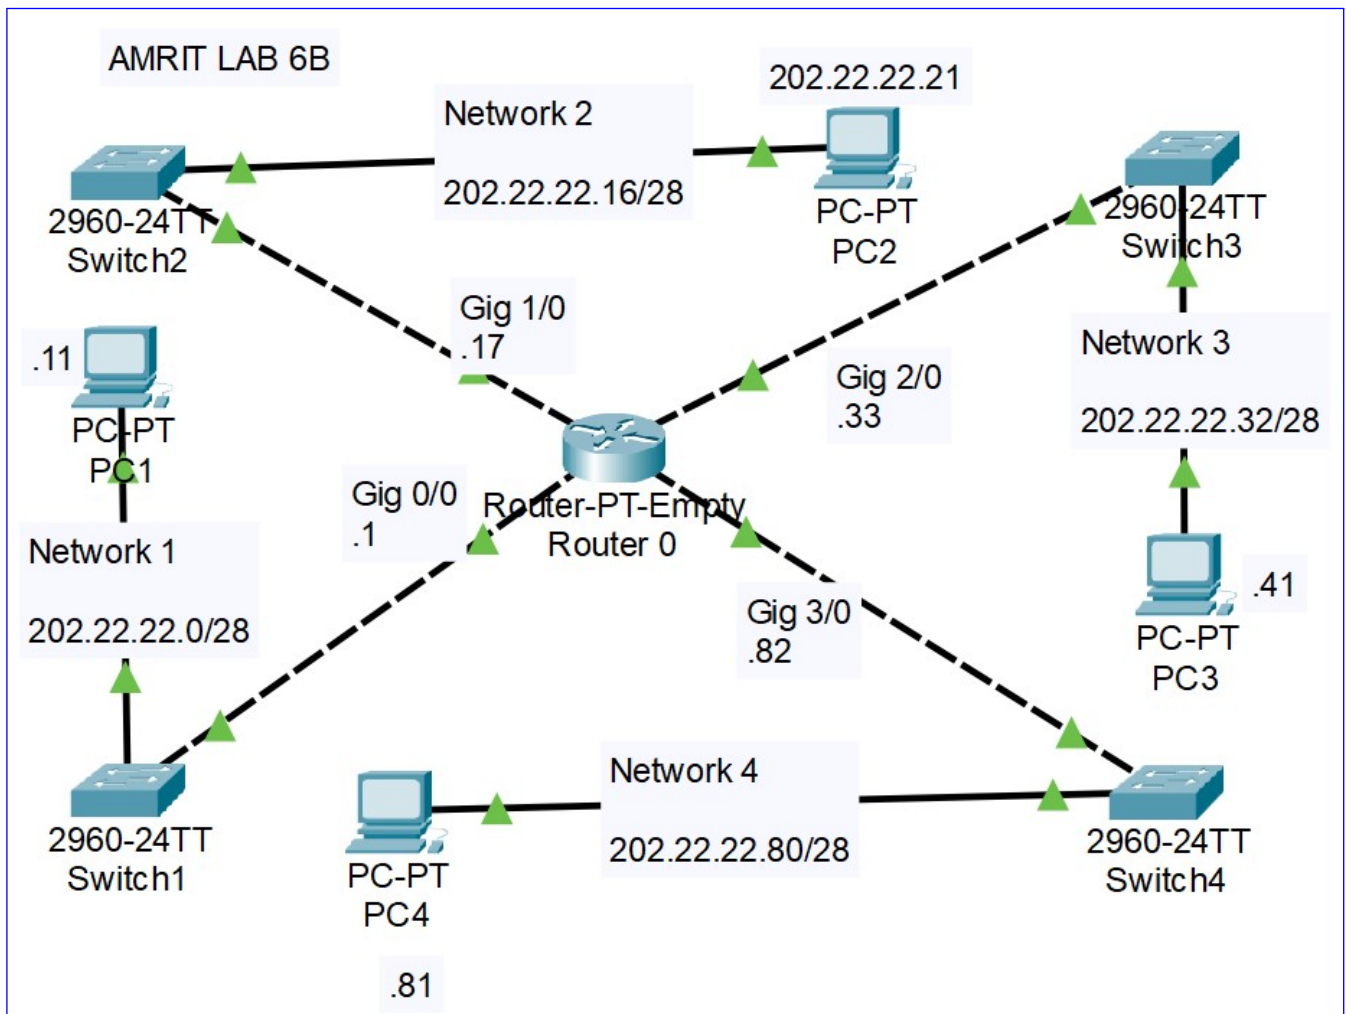 AMRIT LAB 6B
202.22.22.21
Network 2
202.22.22.16/28
2960-24TT
Switch2
PC-PT
PC2
2960-24TT
Switch3
Gig 1/0
.17
.11
PC-PT
PC1
Network 3
202.22.22.32/28
Gig 2/0
.33
Gig 0/0
.1
Router-PT-Empty
Router 0
Network 1
202.22.22.0/28
Gig 3/0
.82
.41
PC-PT
PC3
Network 4
202.22.22.80/28
2960-24TT
Switch1
PC-PT
PC4
2960-24TT
Switch4
.81